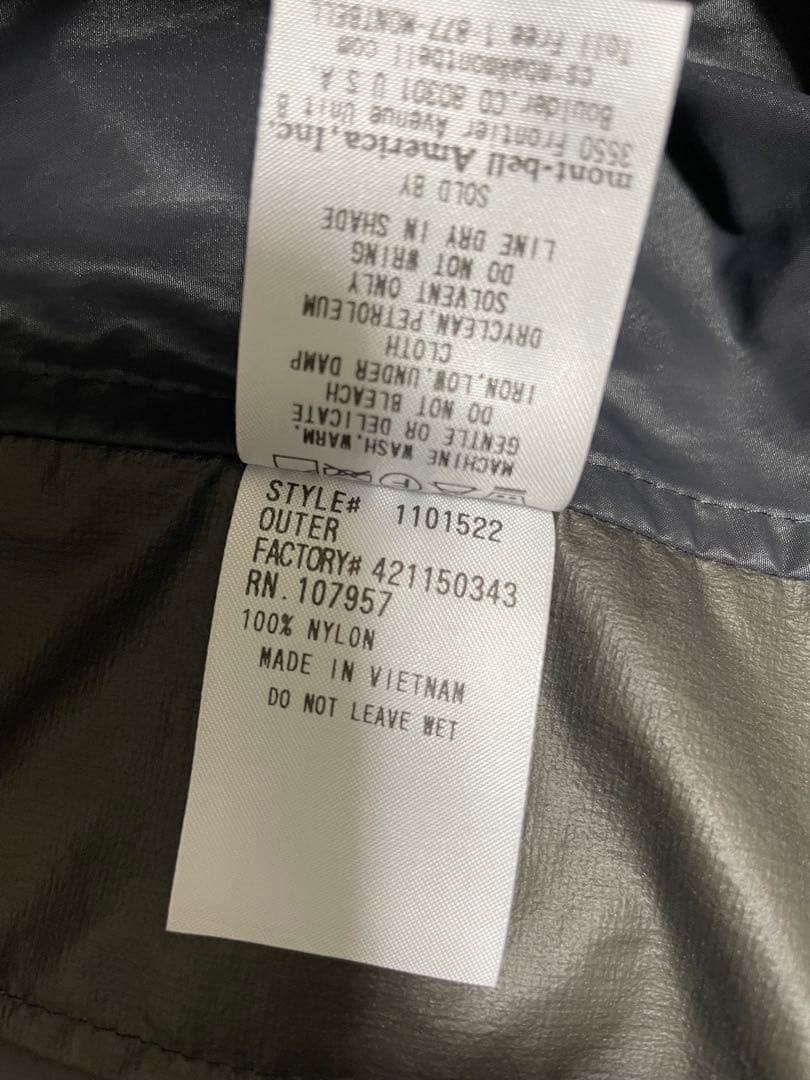 MACHINE WASH.WARM.
GENTLE OR DELICATE
DO NOT BLEACH
IRON.LOW.UNDER DAMP
CLOTH
DRYCLEAN.PETROLEUM
SOLVENT ONLY
DO NOT WRING
LINE DRY IN SHADE
SOLD BY
mont-bell America,Inc.
3550 Frontier Avenue Unit B
Boulder,CO 80301 U S A.
cs-mba@montbell com
Toll Free 1-877-MONTBELL
STYLE# 1101522
OUTER
FACTORY# 421150343
RN.107957
100% NYLON
MADE IN VIETNAM
DO NOT LEAVE WET